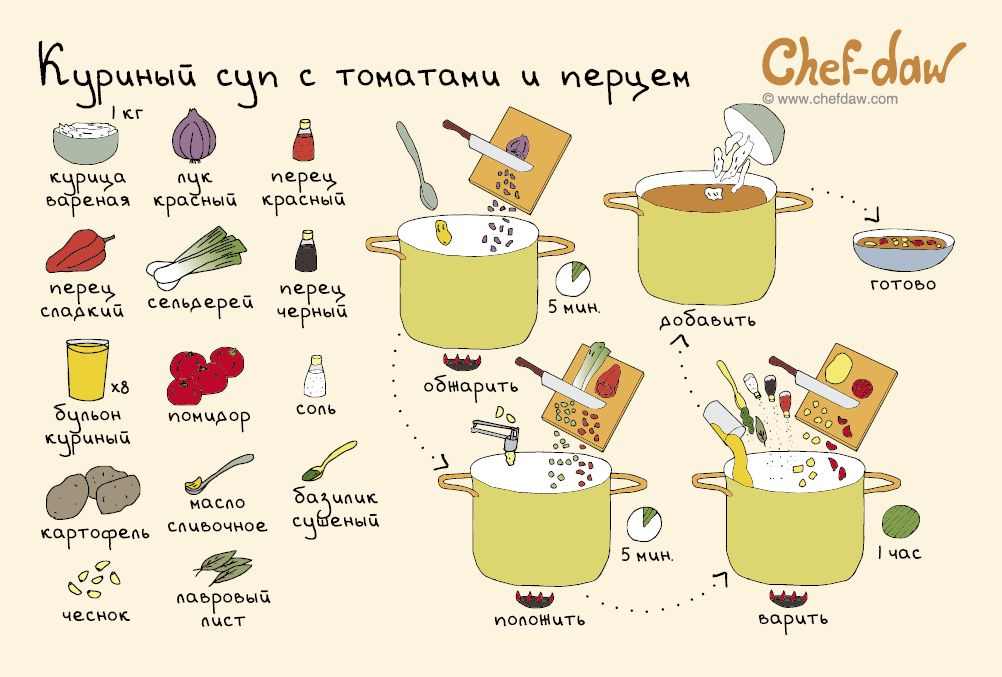 Куриный суп с томатами и перцем
Chef-daw
© www.chefdaw.com
1 кг
курица
вареная
лук
красный
перец
красный
перец
сладкий
сельдерей
перец
черный
x8
бульон
куриный
помидор
соль
картофель
масло
сливочное
базилик
сушеный
чеснок
лавровый
лист
5 мин.
обжарить
5 мин.
положить
1 час
варить
добавить
готово